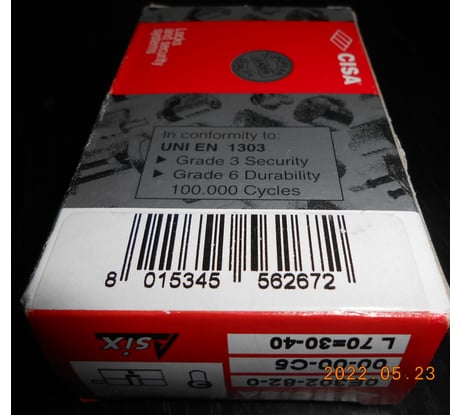 CISA
Locks
and security
systems
In conformity to:
UNI EN 1303
▶ Grade 3 Security
▶ Grade 6 Durability
100.000 Cycles
8 015345 562672
Asix
L 70=30-40
00-00-C5
2022.05.23